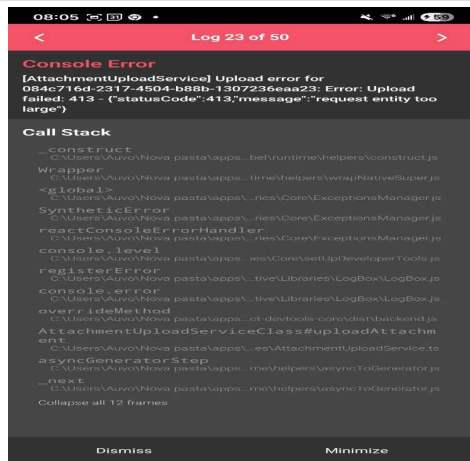 08:05
59
< Log 23 of 50 >
Console Error
[AttachmentUploadService] Upload error for
084c716d-2317-4504-b88b-1307236eaa23: Error: Upload
failed: 413 - {"statusCode":413,"message":"request entity too
large"}
Call Stack
_construct
C:\Users\Auvo\Nova pasta\apps...bel\runtime\helpers\construct.js
Wrapper
C:\Users\Auvo\Nova pasta\apps...time\helpers\wrapNativeSuper.js
<global>
C:\Users\Auvo\Nova pasta\apps...ries\Core\ExceptionsManager.js
SyntheticError
C:\Users\Auvo\Nova pasta\apps...ries\Core\ExceptionsManager.js
reactConsoleErrorHandler
C:\Users\Auvo\Nova pasta\apps...ries\Core\ExceptionsManager.js
console.level
C:\Users\Auvo\Nova pasta\apps...es\Core\setUpDeveloperTools.js
registerError
C:\Users\Auvo\Nova pasta\apps...tive\Libraries\LogBox\LogBox.js
console.error
C:\Users\Auvo\Nova pasta\apps...tive\Libraries\LogBox\LogBox.js
overrideMethod
C:\Users\Auvo\Nova pasta\apps...ct-devtools-core\dist\backend.js
AttachmentUploadServiceClass#uploadAttachm
ent
C:\Users\Auvo\Nova pasta\apps\...es\AttachmentUploadService.ts
asyncGeneratorStep
C:\Users\Auvo\Nova pasta\apps...me\helpers\asyncToGenerator.js
_next
C:\Users\Auvo\Nova pasta\apps...me\helpers\asyncToGenerator.js
Collapse all 12 frames
Dismiss
Minimize